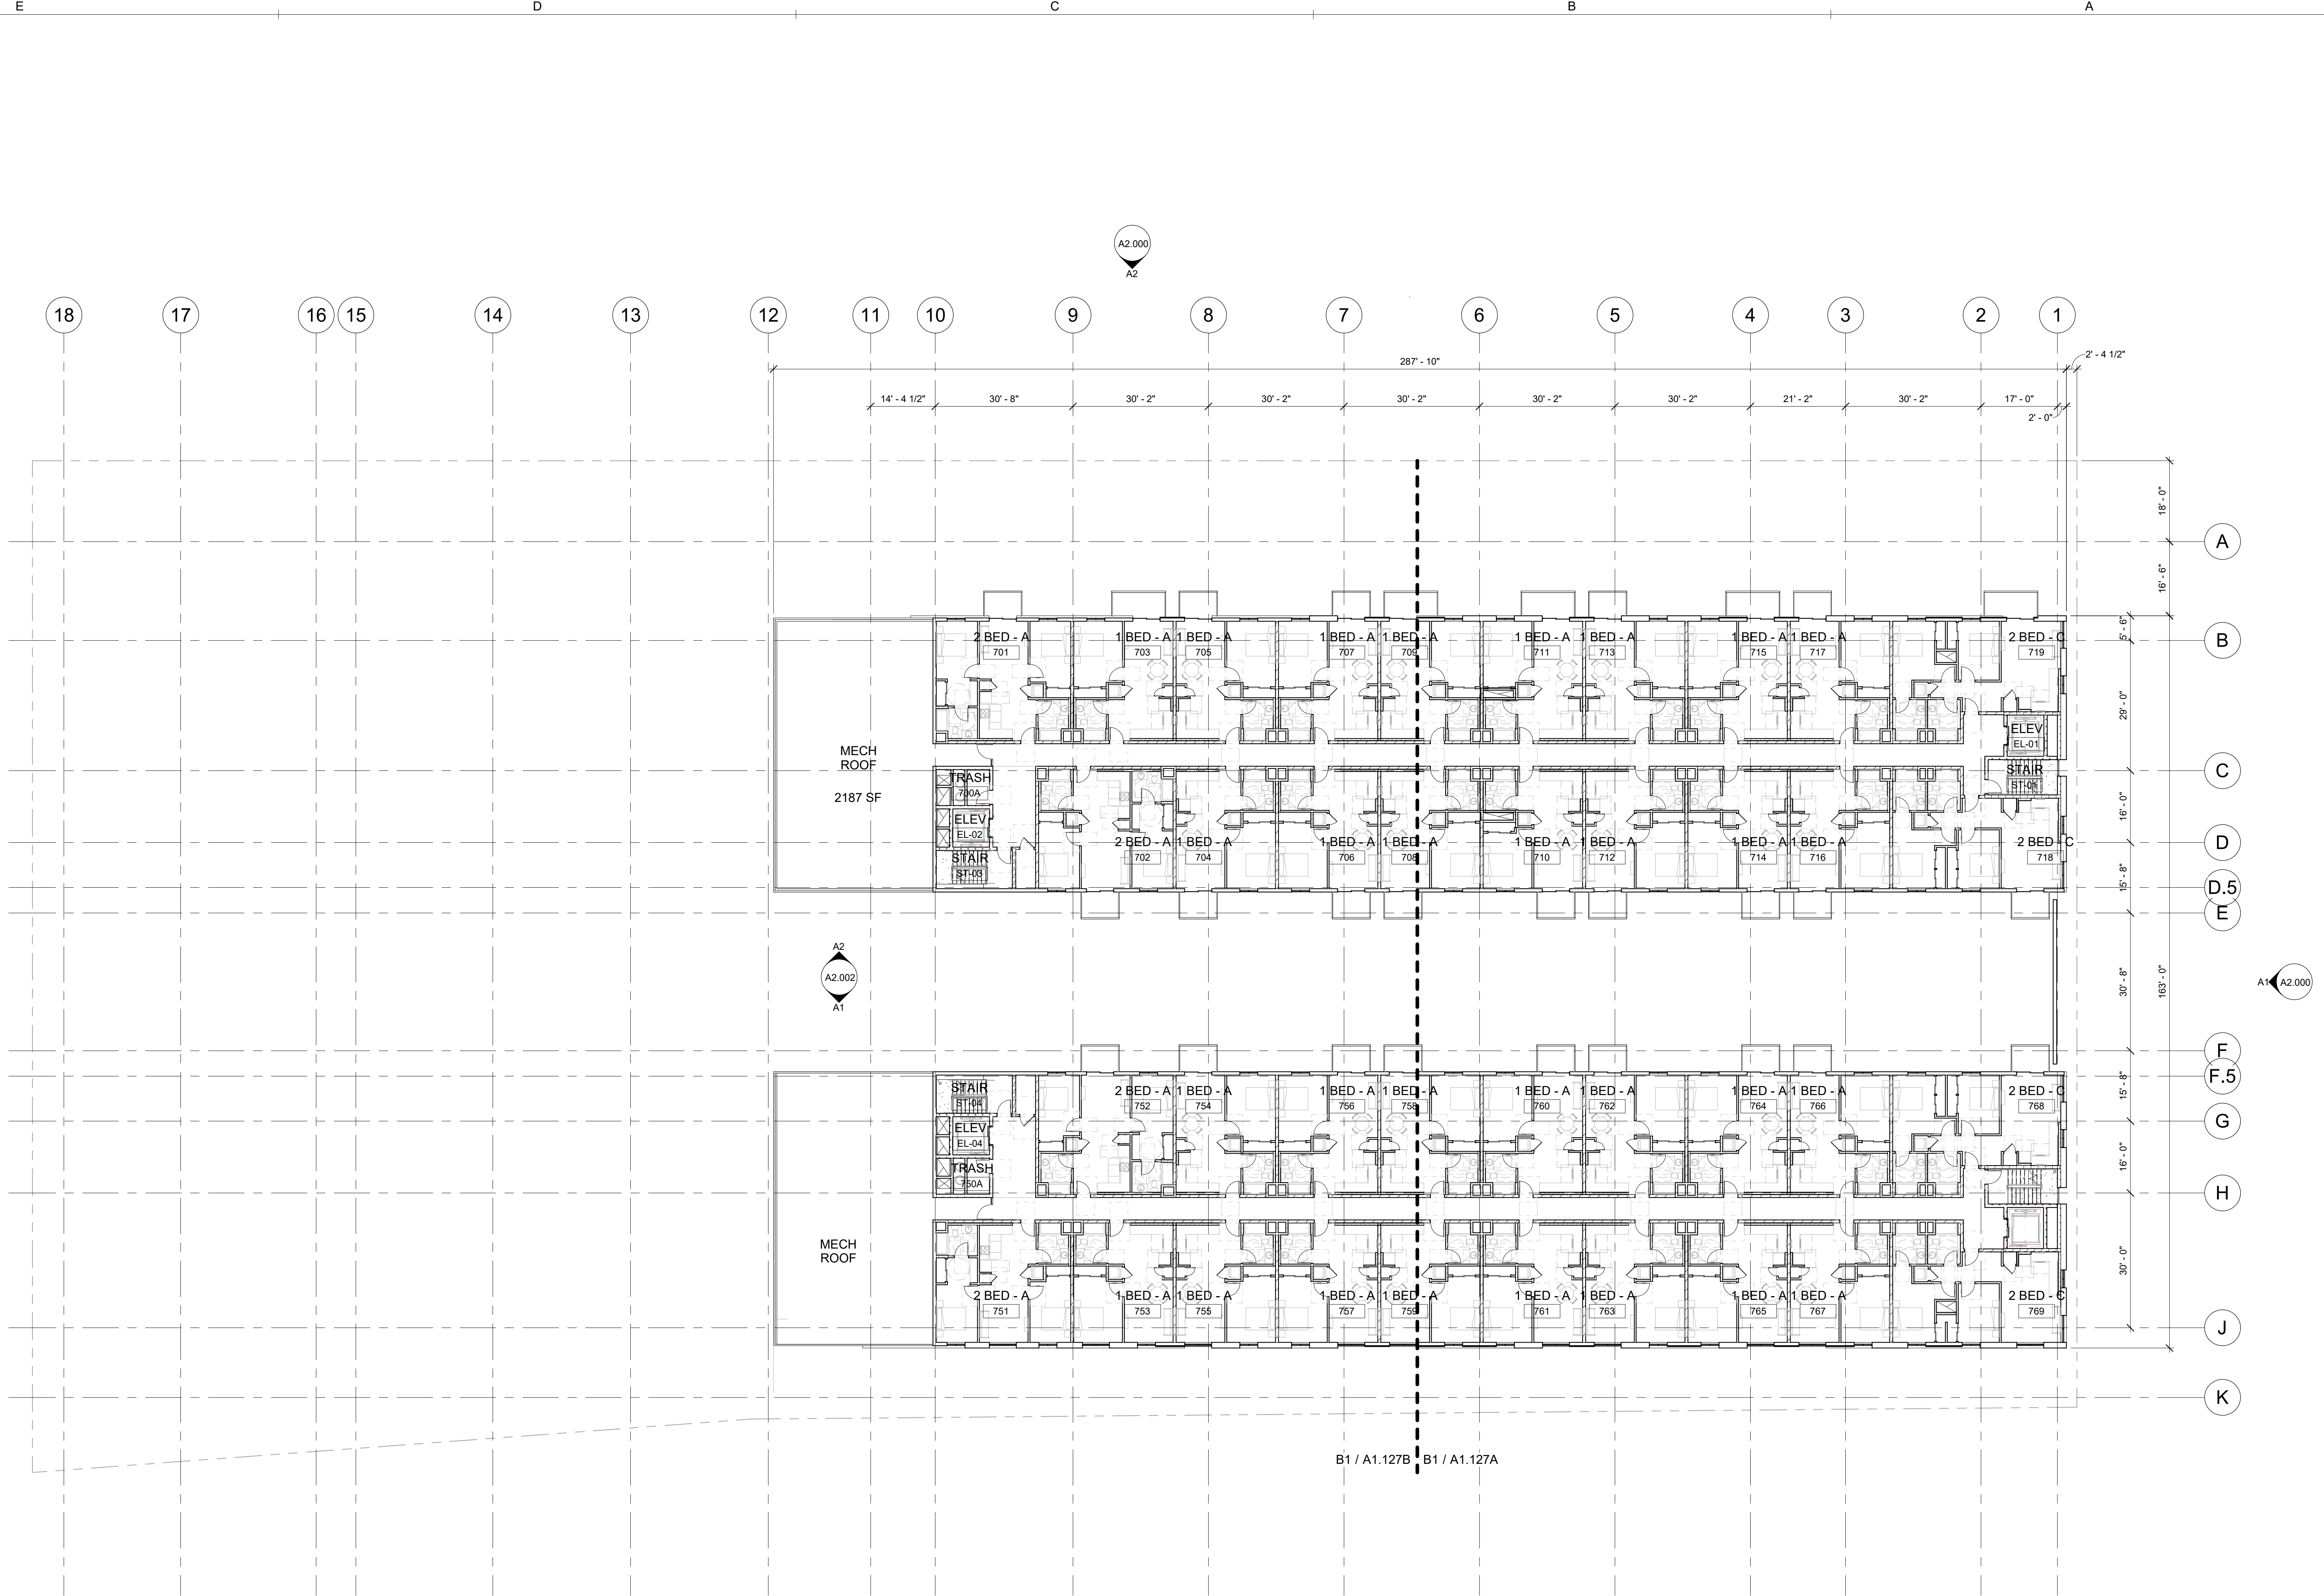 E D C B A
A2.000
A2
18 17 16 15 14 13 12 11 10 9 8 7 6 5 4 3 2 1
287' - 10"
2' - 4 1/2"
14' - 4 1/2" 30' - 8" 30' - 2" 30' - 2" 30' - 2" 30' - 2" 30' - 2" 21' - 2" 30' - 2" 17' - 0"
2' - 0"
18' - 0"
A
16' - 6"
5' - 6"
2 BED - A 1 BED - A 1 BED - A 1 BED - A 1 BED - A 1 BED - A 1 BED - A 1 BED - A 1 BED - A 2 BED - C
B
701 703 705 707 709 711 713 715 717 719
29' - 0"
ELEV
EL-01
MECH
ROOF
STAIR
ST-01
C
TRASH
700A
2187 SF
16' - 0"
ELEV
EL-02
2 BED - A 1 BED - A 1 BED - A 1 BED - A 1 BED - A 1 BED - A 1 BED - A 1 BED - A 2 BED - C
D
702 704 706 708 710 712 714 716 718
STAIR
ST-03
15' - 8"
D.5
E
A2
A2.002
A1
30' - 8"
163' - 0"
A1 A2.000
F
F.5
STAIR
ST-04
2 BED - A 1 BED - A 1 BED - A 1 BED - A 1 BED - A 1 BED - A 1 BED - A 1 BED - A 2 BED - C
752 754 756 758 760 762 764 766 768
15' - 8"
G
ELEV
EL-04
16' - 0"
TRASH
750A
H
MECH
ROOF
30' - 0"
2 BED - A 1 BED - A 1 BED - A 1 BED - A 1 BED - A 1 BED - A 1 BED - A 1 BED - A 1 BED - A 2 BED - C
751 753 755 757 759 761 763 765 767 769
J
K
B1 / A1.127B B1 / A1.127A